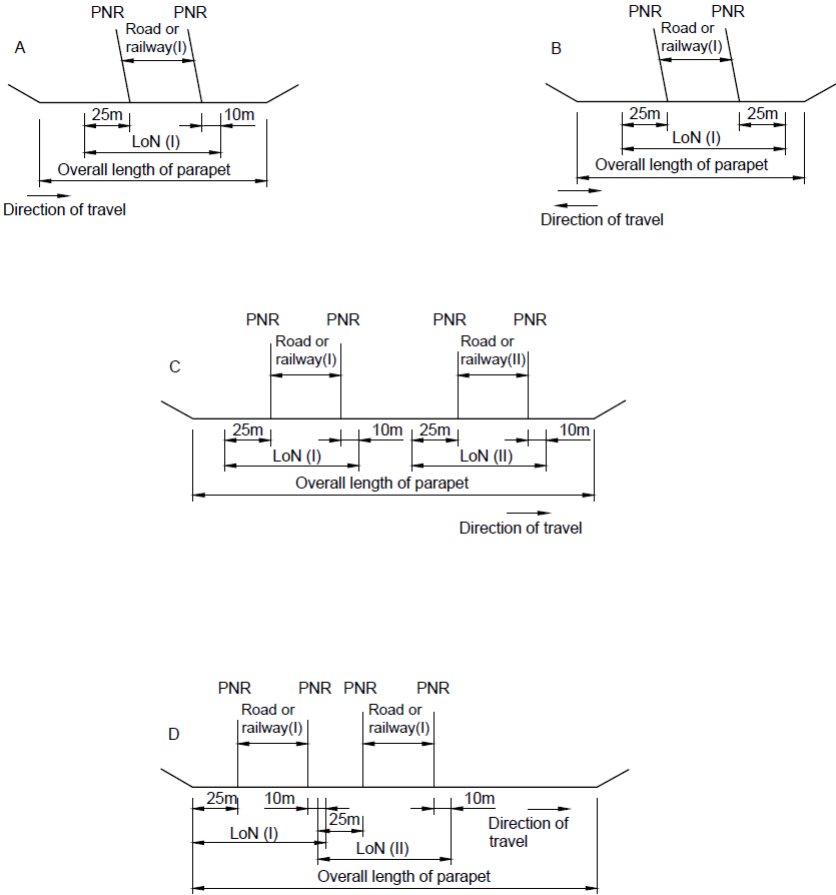 PNR PNR
A
Road or
railway(I)
25m 10m
LoN (I)
Overall length of parapet
Direction of travel
PNR PNR
B
Road or
railway(I)
25m 25m
LoN (I)
Overall length of parapet
Direction of travel
PNR PNR PNR PNR
C
Road or
railway(I)
Road or
railway(II)
25m 10m 25m 10m
LoN (I) LoN (II)
Overall length of parapet
Direction of travel
PNR PNR PNR PNR
D
Road or
railway(I)
Road or
railway(I)
25m 10m 10m
25m
Direction of
travel
LoN (I)
LoN (II)
Overall length of parapet